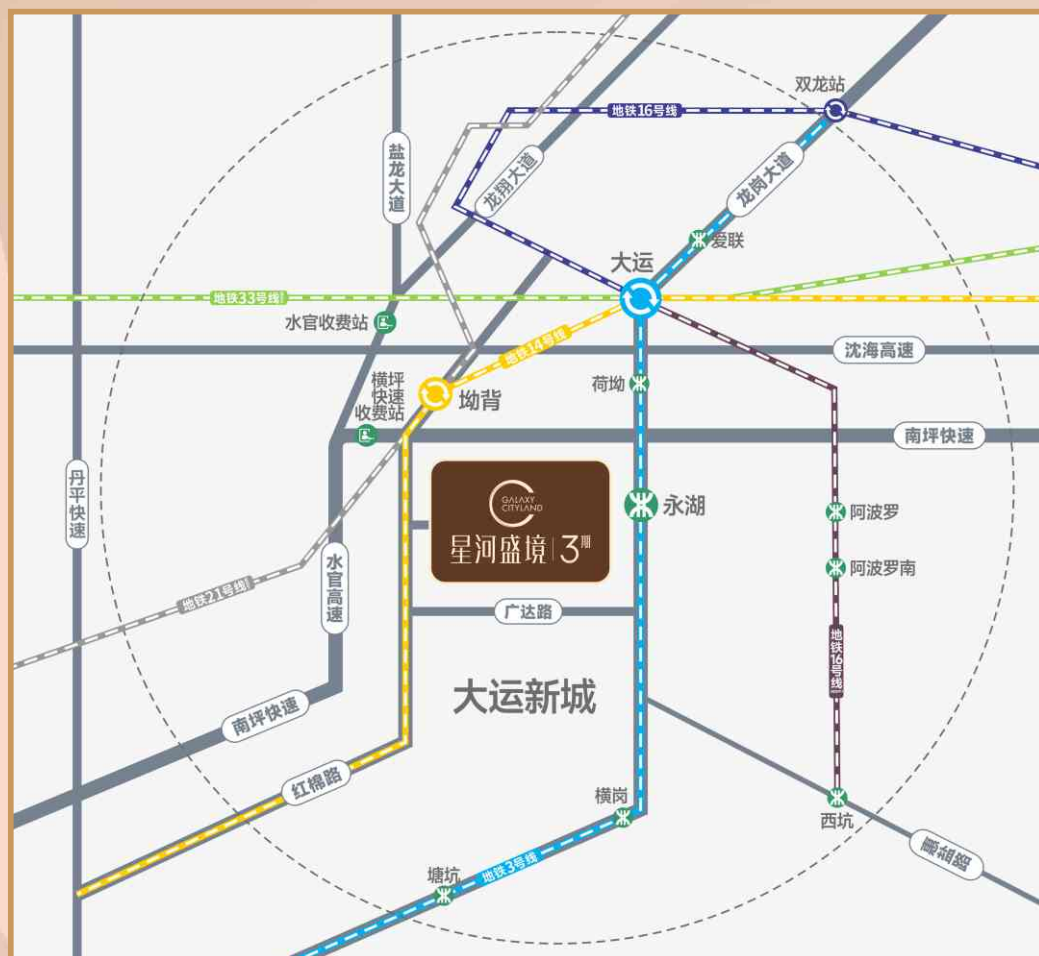 双龙站
地铁16号线
盐龙大道
龙翔大道
龙岗大道
爱联
大运
地铁33号线
水官收费站
地铁14号线
沈海高速
横坪
快速
收费站
坳背
荷坳
南坪快速
丹平快速
GALAXY
CITYLAND
星河盛境 3期
永湖
阿波罗
阿波罗南
水官高速
地铁21号线
广达路
地铁16号线
大运新城
南坪快速
红棉路
横岗
西坑
惠盐路
地铁3号线
塘坑